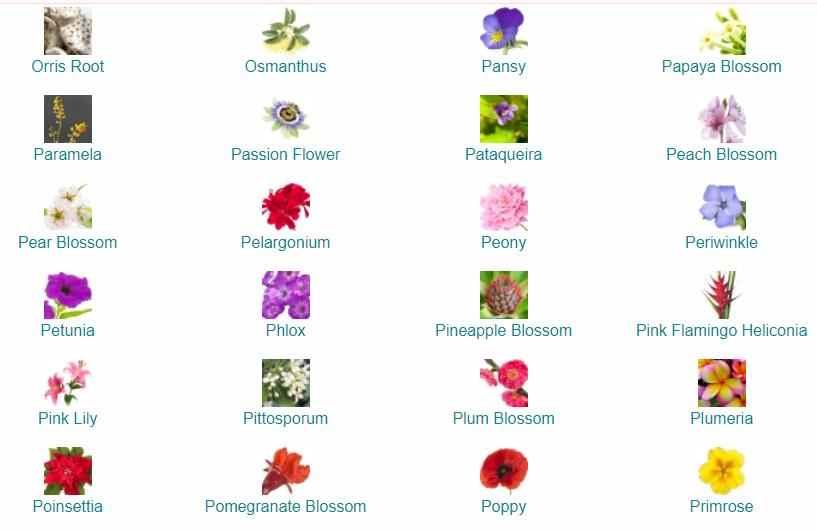 Orris Root
Osmanthus
Pansy
Papaya Blossom
Paramela
Passion Flower
Pataqueira
Peach Blossom
Pear Blossom
Pelargonium
Peony
Periwinkle
Petunia
Phlox
Pineapple Blossom
Pink Flamingo Heliconia
Pink Lily
Pittosporum
Plum Blossom
Plumeria
Poinsettia
Pomegranate Blossom
Poppy
Primrose